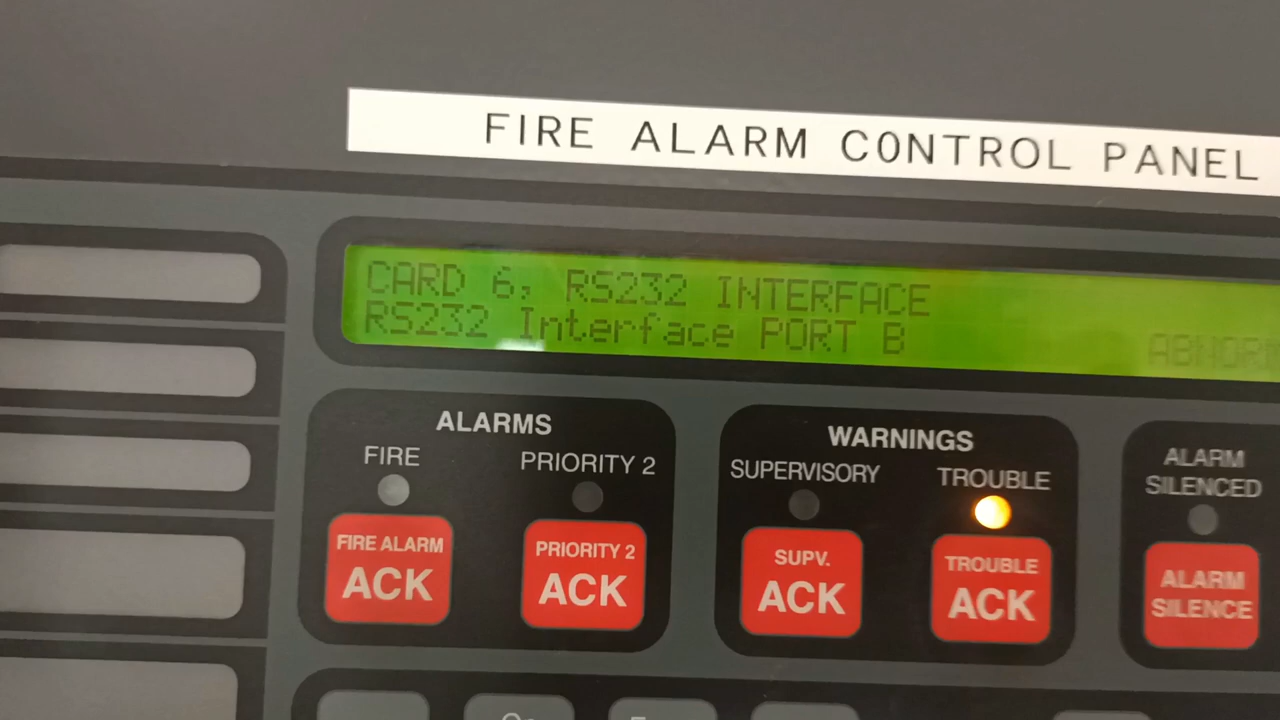 FIRE ALARM CONTROL PANEL
CARD 6, RS232 INTERFACE
RS232 Interface PORT B
ALARMS
FIRE
PRIORITY 2
FIRE ALARM
ACK
PRIORITY 2
ACK
WARNINGS
SUPERVISORY
TROUBLE
SUPV.
ACK
TROUBLE
ACK
ALARM
SILENCED
ALARM
SILENCE